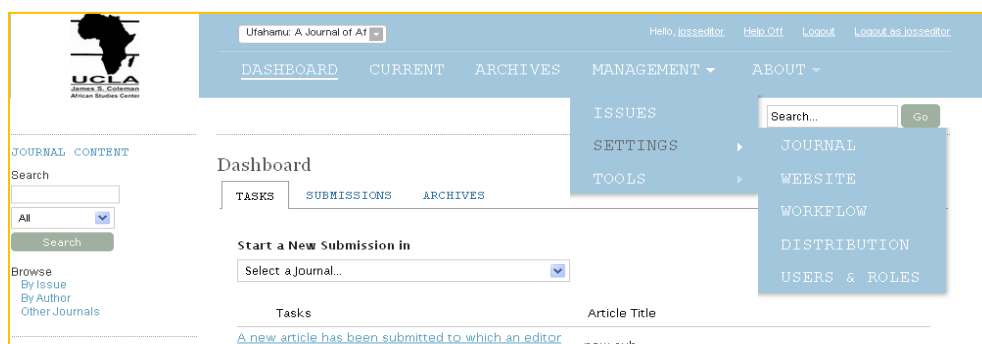 Ufahamu: A Journal of Af
Hello, josseditor Help Off Logout Logout as josseditor
DASHBOARD CURRENT ARCHIVES MANAGEMENT ABOUT
UCLA
James S. Coleman
African Studies Center
ISSUES
SETTINGS
TOOLS
Search... Go
JOURNAL
WEBSITE
WORKFLOW
DISTRIBUTION
USERS & ROLES
JOURNAL CONTENT
Search
All
Search
Browse
By Issue
By Author
Other Journals
Dashboard
TASKS SUBMISSIONS ARCHIVES
Start a New Submission in
Select a Journal...
Tasks Article Title
A new article has been submitted to which an editor
new sub